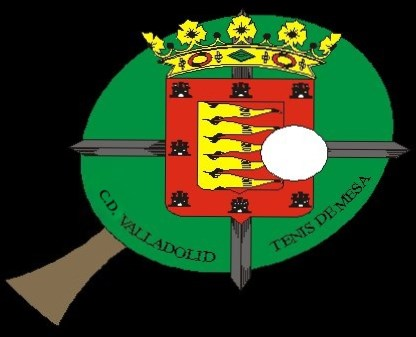 C.D. VALLADOLID
TENIS DE MESA